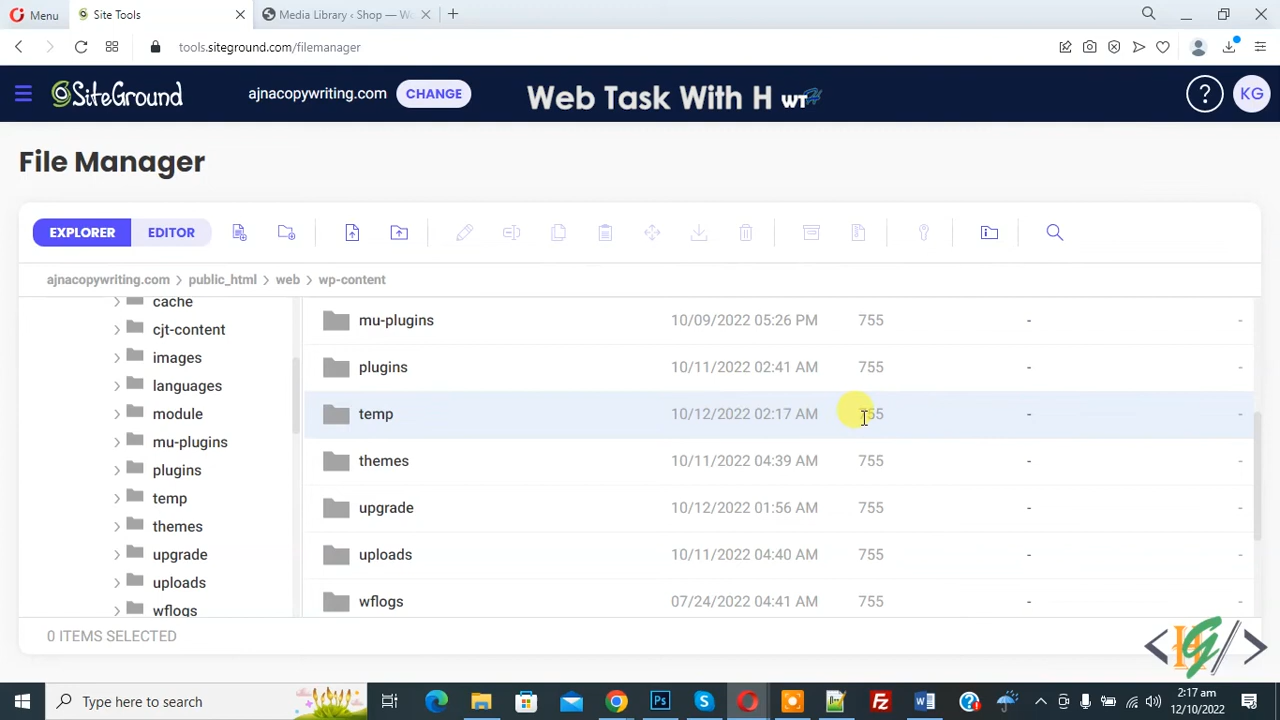 Menu
Site Tools
Media Library ‹ Shop — Wo
tools.siteground.com/filemanager
SiteGround
ajnacopywriting.com
CHANGE
Web Task With H WT
?
KG
File Manager
EXPLORER
EDITOR
ajnacopywriting.com > public_html > web > wp-content
cache
cjt-content
images
languages
module
mu-plugins
plugins
temp
themes
upgrade
uploads
wflogs
mu-plugins 10/09/2022 05:26 PM 755 - -
plugins 10/11/2022 02:41 AM 755 - -
temp 10/12/2022 02:17 AM 755 - -
themes 10/11/2022 04:39 AM 755 - -
upgrade 10/12/2022 01:56 AM 755 - -
uploads 10/11/2022 04:40 AM 755 - -
wflogs 07/24/2022 04:41 AM 755 - -
0 ITEMS SELECTED
Type here to search
2:17 am
12/10/2022